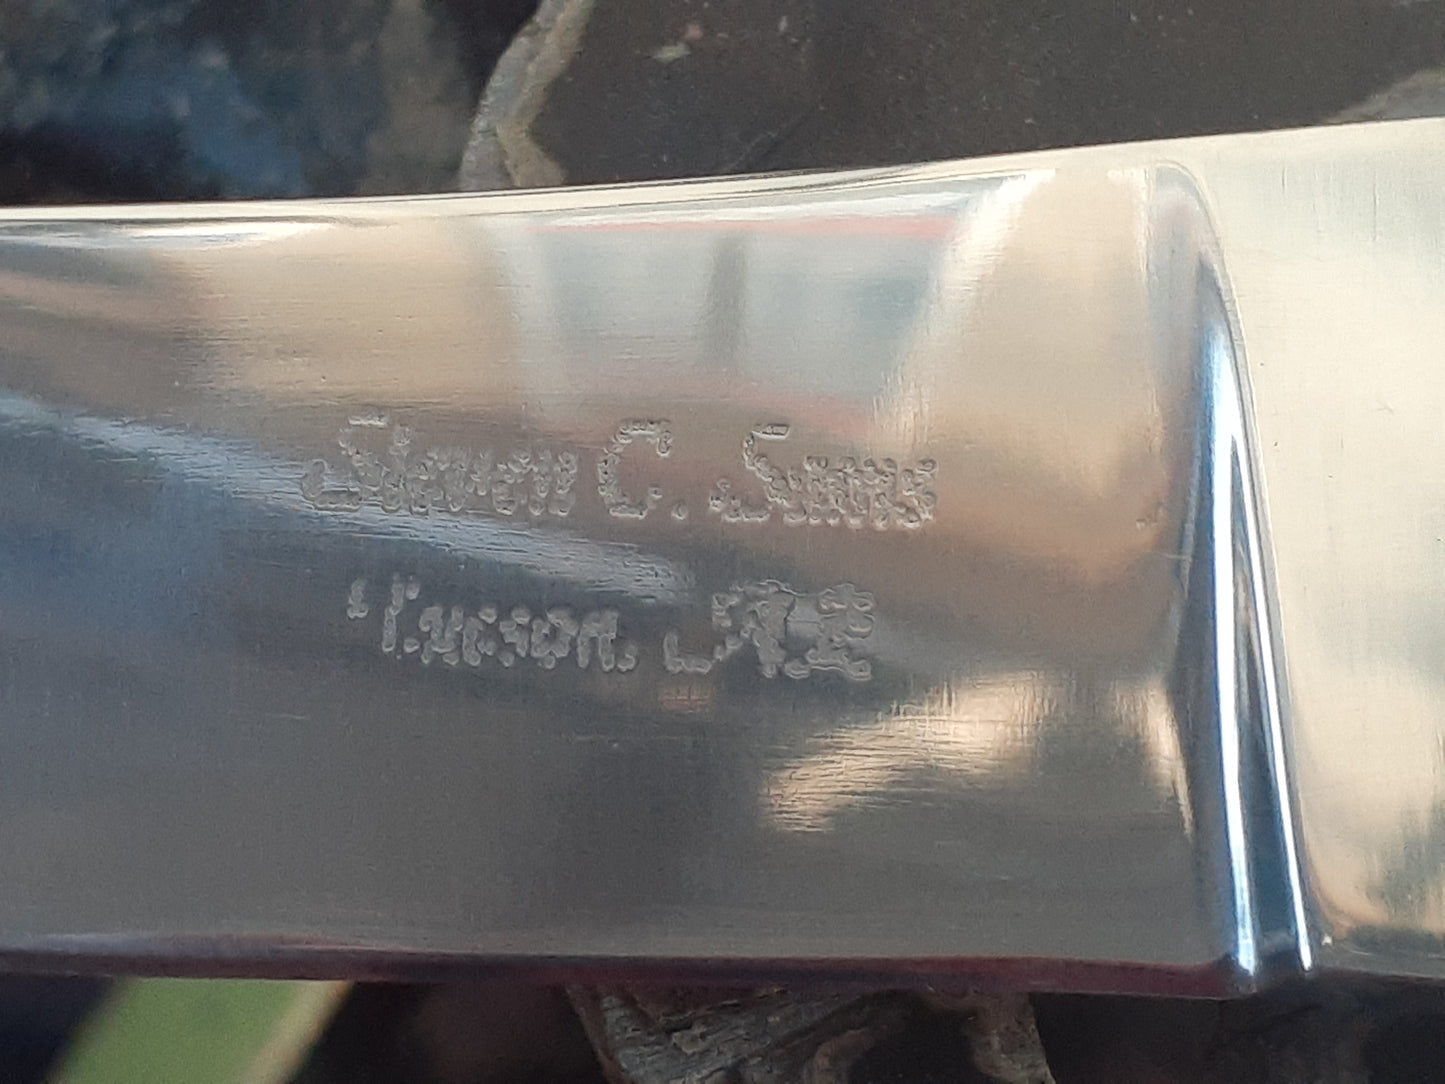 Steven C. Sims
Tucson, AZ